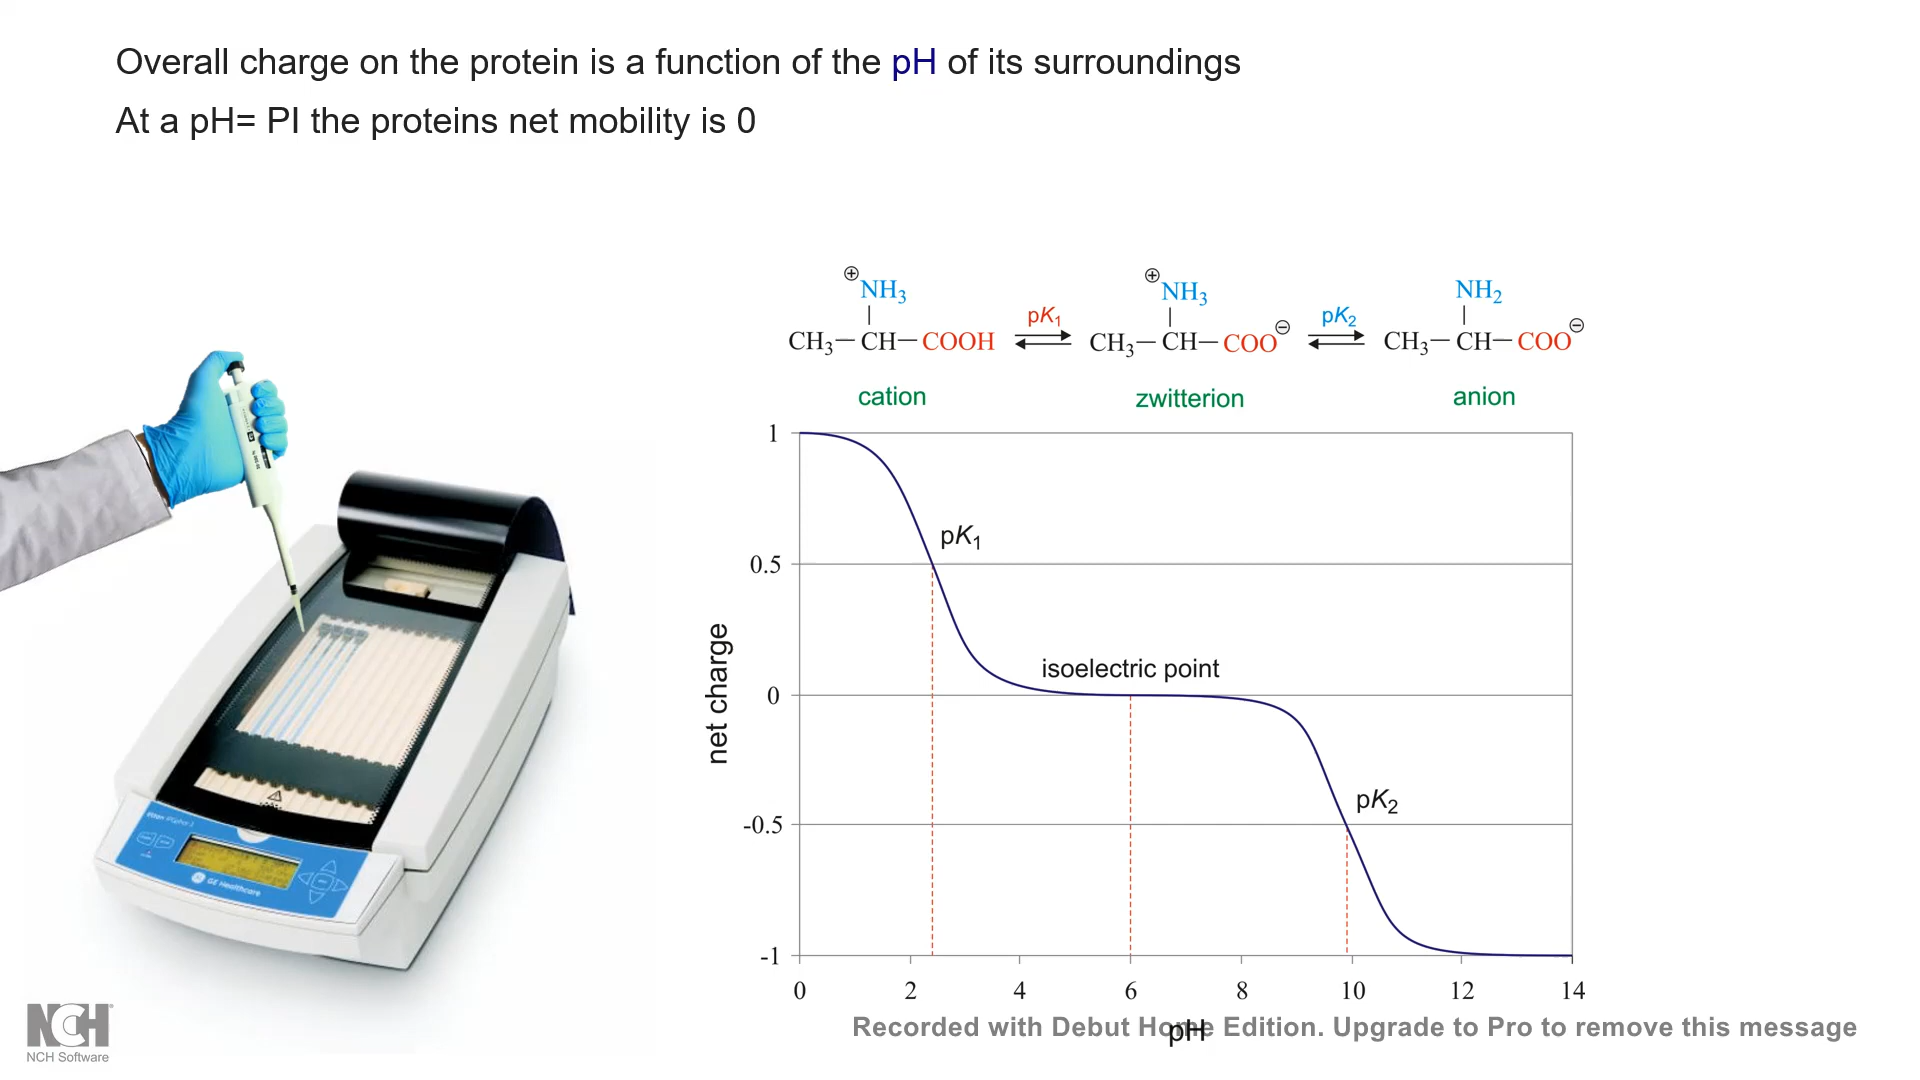 Overall charge on the protein is a function of the pH of its surroundings
At a pH= PI the proteins net mobility is 0
⊕ ⊕
NH3 NH3 NH2
CH3—CH—COOH pK1 CH3—CH—COO⊖ pK2 CH3—CH—COO⊖
cation zwitterion anion
1
pK1
0.5
isoelectric point
0
net charge
pK2
-0.5
-1
0 2 4 6 8 10 12 14
pH
GE Healthcare
NCH
NCH Software
Recorded with Debut Home Edition. Upgrade to Pro to remove this message